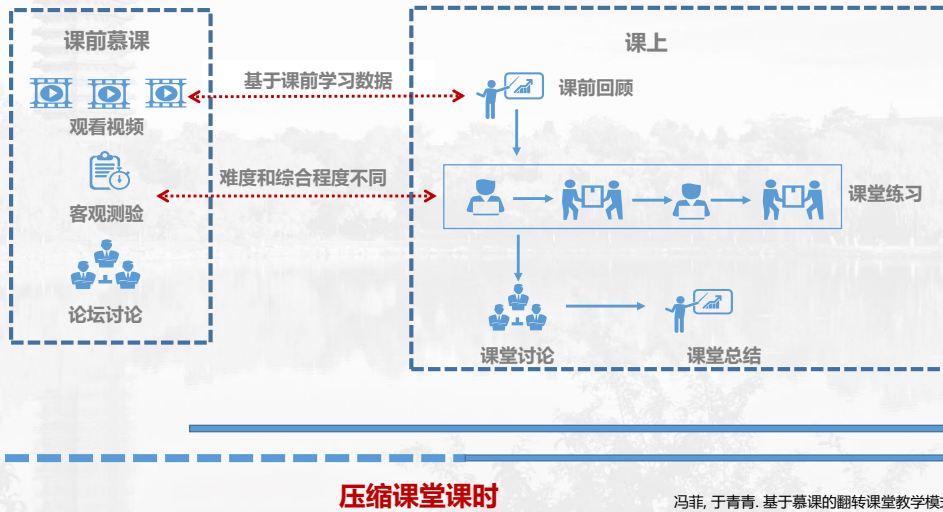 课前慕课
观看视频
客观测验
论坛讨论
基于课前学习数据
难度和综合程度不同
课上
课前回顾
课堂练习
课堂讨论
课堂总结
压缩课堂课时
冯菲, 于青青. 基于慕课的翻转课堂教学模式